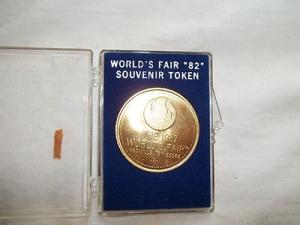 WORLD'S FAIR "82"
SOUVENIR TOKEN
THE 1982
WORLD'S FAIR